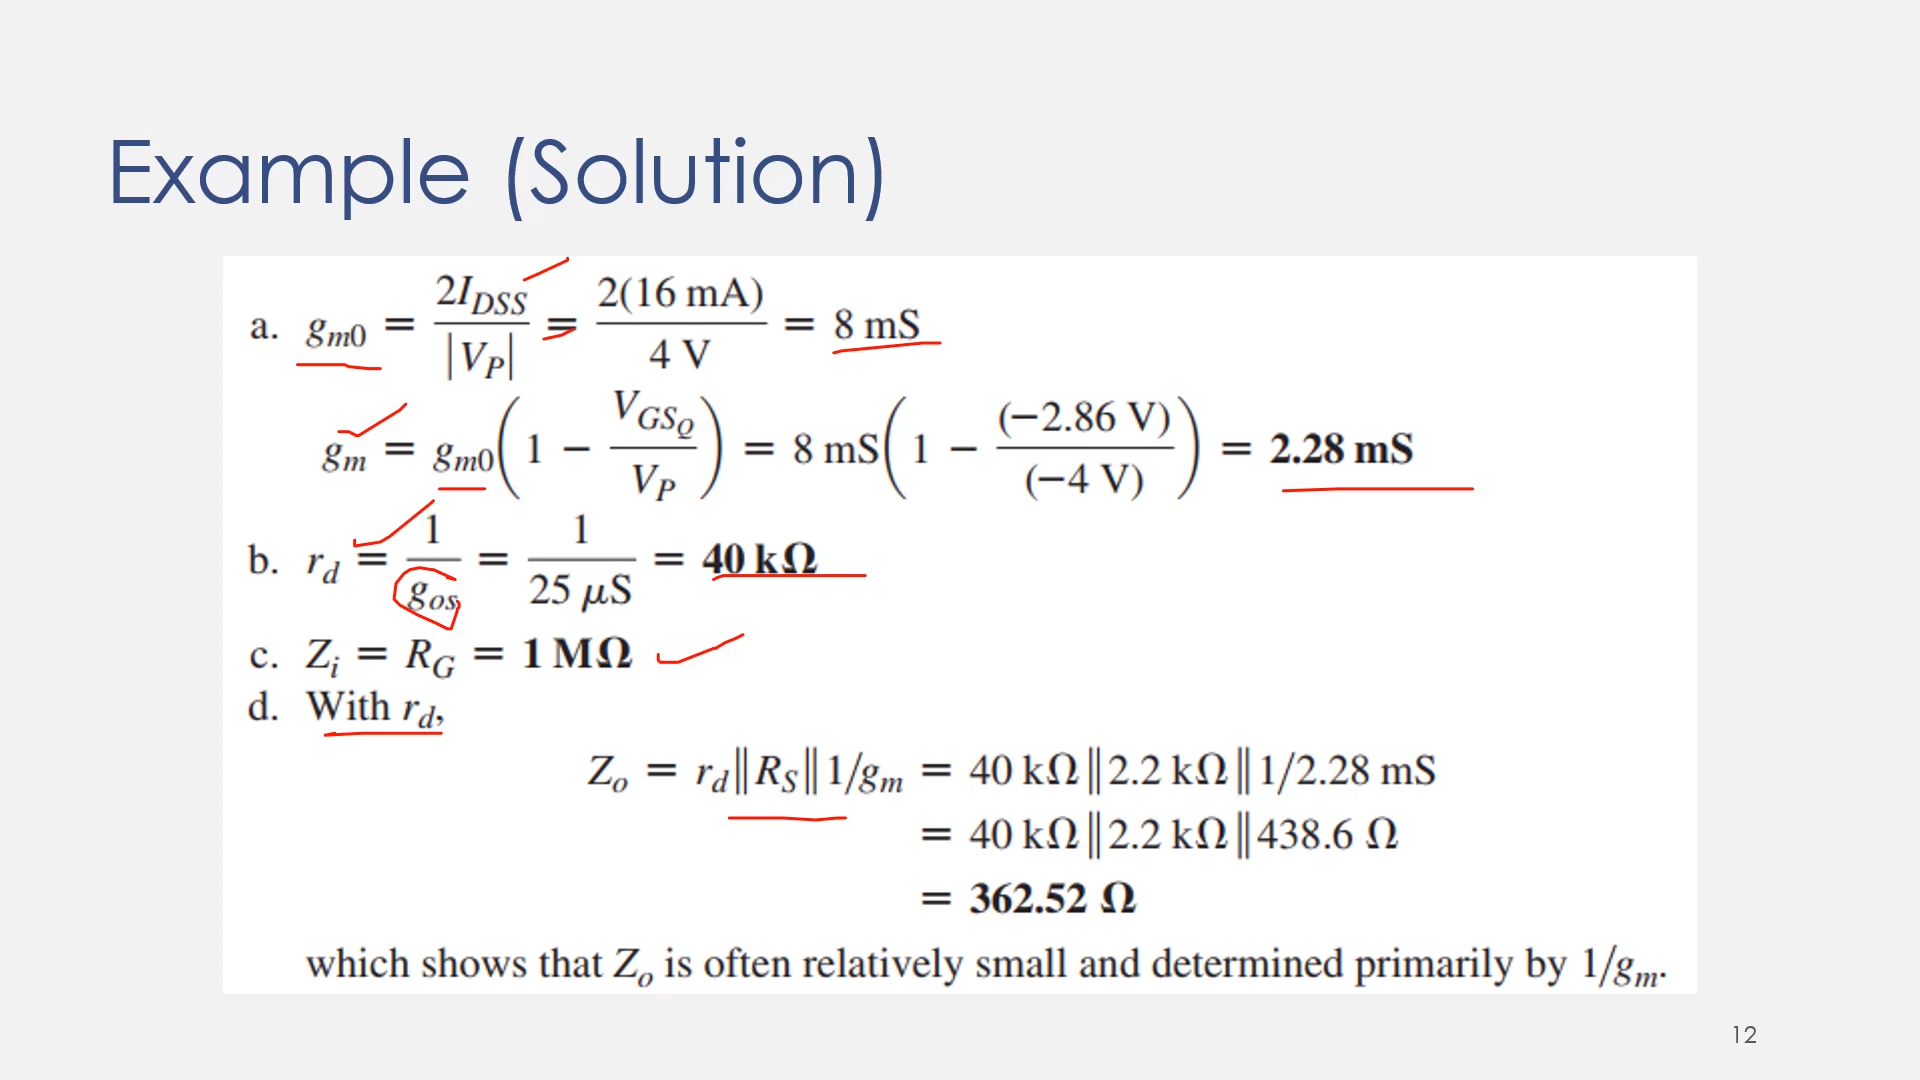 Example (Solution)
a. g_m0 = 2I_DSS / |V_P| = 2(16 mA) / 4 V = 8 mS
g_m = g_m0(1 − V_GS_Q / V_P) = 8 mS(1 − (−2.86 V) / (−4 V)) = 2.28 mS
b. r_d = 1 / g_os = 1 / 25 μS = 40 kΩ
c. Z_i = R_G = 1 MΩ
d. With r_d,
Z_o = r_d‖R_S‖1/g_m = 40 kΩ‖2.2 kΩ‖1/2.28 mS
= 40 kΩ‖2.2 kΩ‖438.6 Ω
= 362.52 Ω
which shows that Z_o is often relatively small and determined primarily by 1/g_m.
12